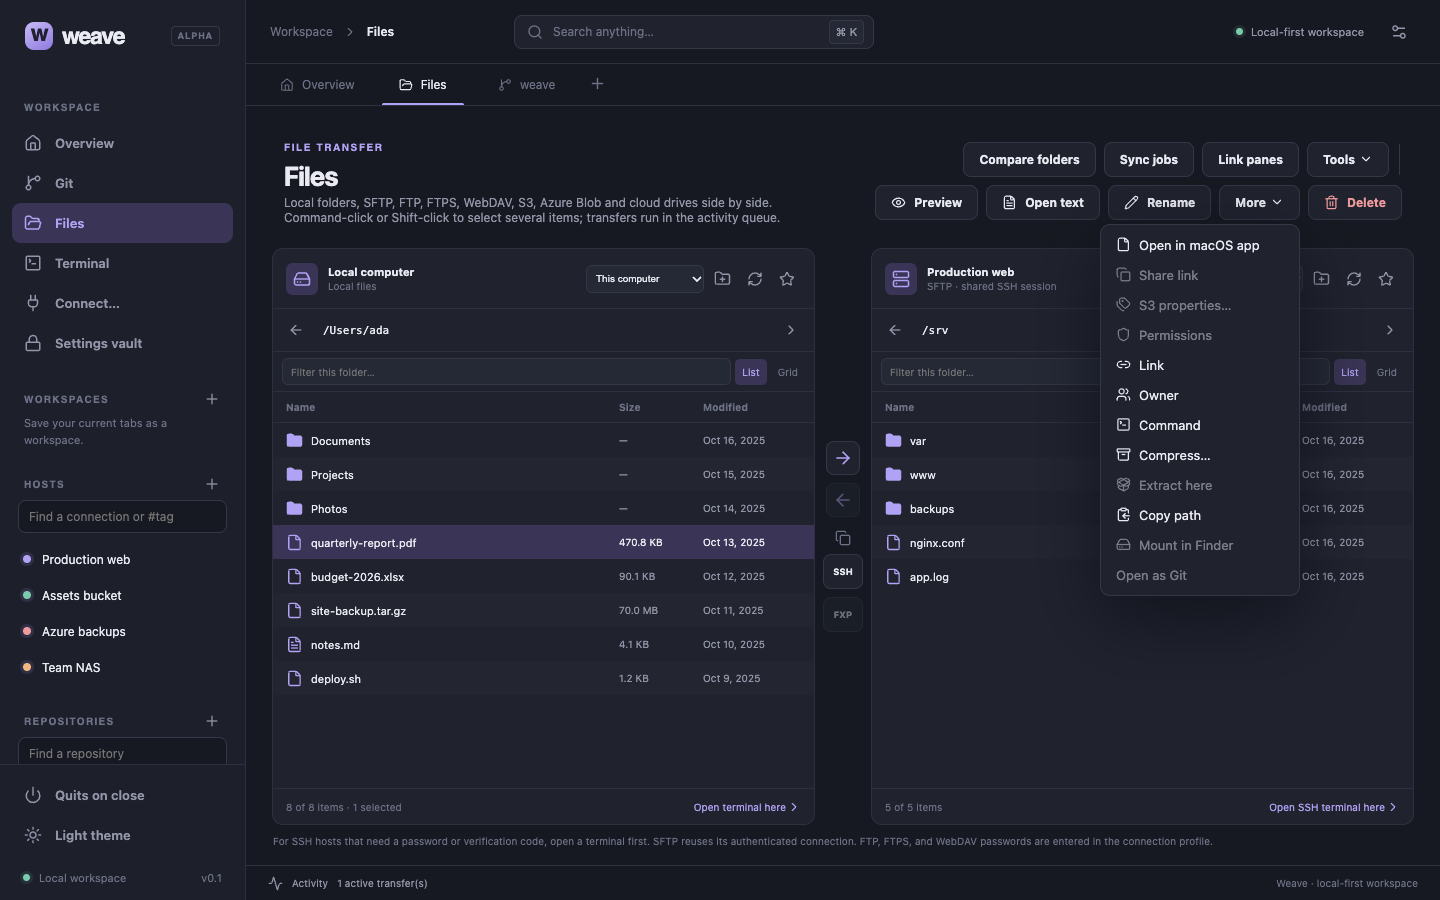 W weave ALPHA
WORKSPACE
Overview
Git
Files
Terminal
Connect...
Settings vault
WORKSPACES
Save your current tabs as a
workspace.
HOSTS
Find a connection or #tag
Production web
Assets bucket
Azure backups
Team NAS
REPOSITORIES
Find a repository
Quits on close
Light theme
Local workspace v0.1
Workspace Files
Search anything... ⌘ K
Local-first workspace
Overview Files weave
FILE TRANSFER
Files
Local folders, SFTP, FTP, FTPS, WebDAV, S3, Azure Blob and cloud drives side by side.
Command-click or Shift-click to select several items; transfers run in the activity queue.
Compare folders Sync jobs Link panes Tools
Preview Open text Rename More Delete
Local computer
Local files
This computer
/Users/ada
Filter this folder... List Grid
Name Size Modified
Documents — Oct 16, 2025
Projects — Oct 15, 2025
Photos — Oct 14, 2025
quarterly-report.pdf 470.8 KB Oct 13, 2025
budget-2026.xlsx 90.1 KB Oct 12, 2025
site-backup.tar.gz 70.0 MB Oct 11, 2025
notes.md 4.1 KB Oct 10, 2025
deploy.sh 1.2 KB Oct 9, 2025
8 of 8 items · 1 selected Open terminal here
SSH
FXP
Production web
SFTP · shared SSH session
/srv
Filter this folder... List Grid
Name Modified
var Oct 16, 2025
www Oct 16, 2025
backups Oct 16, 2025
nginx.conf Oct 16, 2025
app.log Oct 16, 2025
5 of 5 items Open SSH terminal here
Open in macOS app
Share link
S3 properties...
Permissions
Link
Owner
Command
Compress...
Extract here
Copy path
Mount in Finder
Open as Git
For SSH hosts that need a password or verification code, open a terminal first. SFTP reuses its authenticated connection. FTP, FTPS, and WebDAV passwords are entered in the connection profile.
Activity 1 active transfer(s)
Weave · local-first workspace